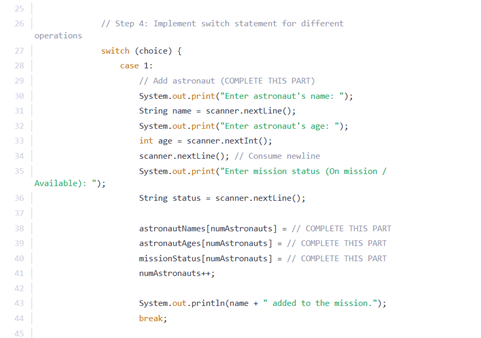 25
26 // Step 4: Implement switch statement for different
operations
27 switch (choice) {
28 case 1:
29 // Add astronaut (COMPLETE THIS PART)
30 System.out.print("Enter astronaut's name: ");
31 String name = scanner.nextLine();
32 System.out.print("Enter astronaut's age: ");
33 int age = scanner.nextInt();
34 scanner.nextLine(); // Consume newline
35 System.out.print("Enter mission status (On mission /
Available): ");
36 String status = scanner.nextLine();
37
38 astronautNames[numAstronauts] = // COMPLETE THIS PART
39 astronautAges[numAstronauts] = // COMPLETE THIS PART
40 missionStatus[numAstronauts] = // COMPLETE THIS PART
41 numAstronauts++;
42
43 System.out.println(name + " added to the mission.");
44 break;
45